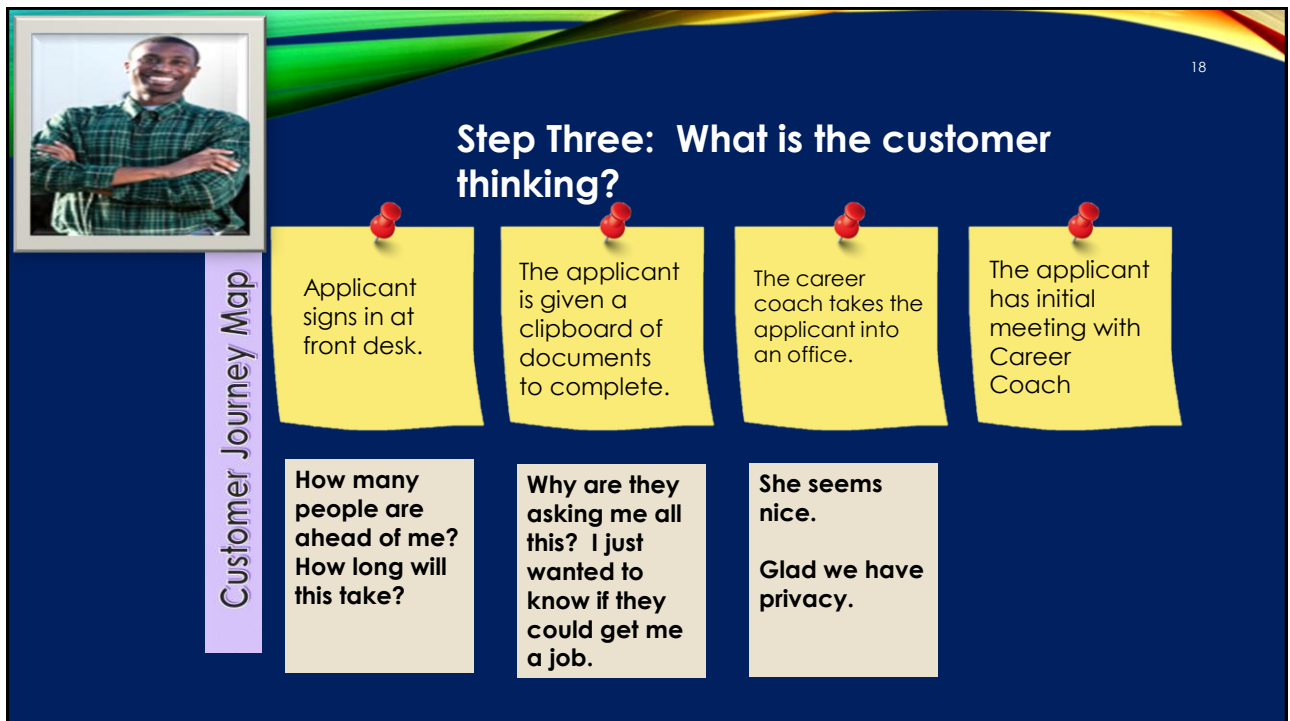 18
Step Three:  What is the customer
thinking?
Customer Journey Map
Applicant
signs in at
front desk.
The applicant
is given a
clipboard of
documents
to complete.
The career
coach takes the
applicant into
an office.
The applicant
has initial
meeting with
Career
Coach
How many
people are
ahead of me?
How long will
this take?
Why are they
asking me all
this?  I just
wanted to
know if they
could get me
a job.
She seems
nice.
Glad we have
privacy.